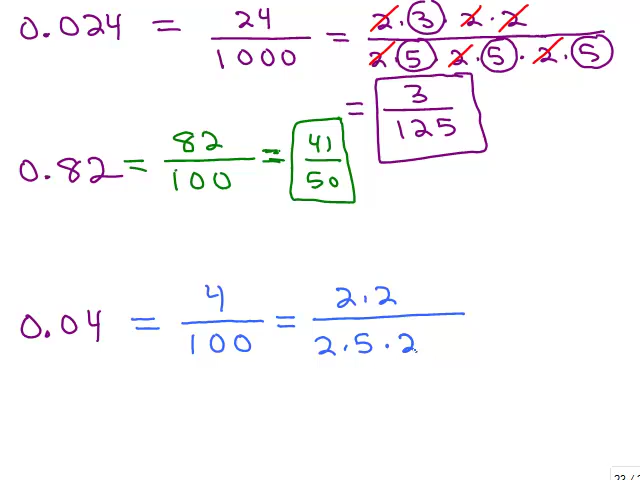 0.024 = 24/1000 = 2·3·2·2/2·5·2·5·2·5
= 3/125
0.82 = 82/100 = 41/50
0.04 = 4/100 = 2·2/2·5·2